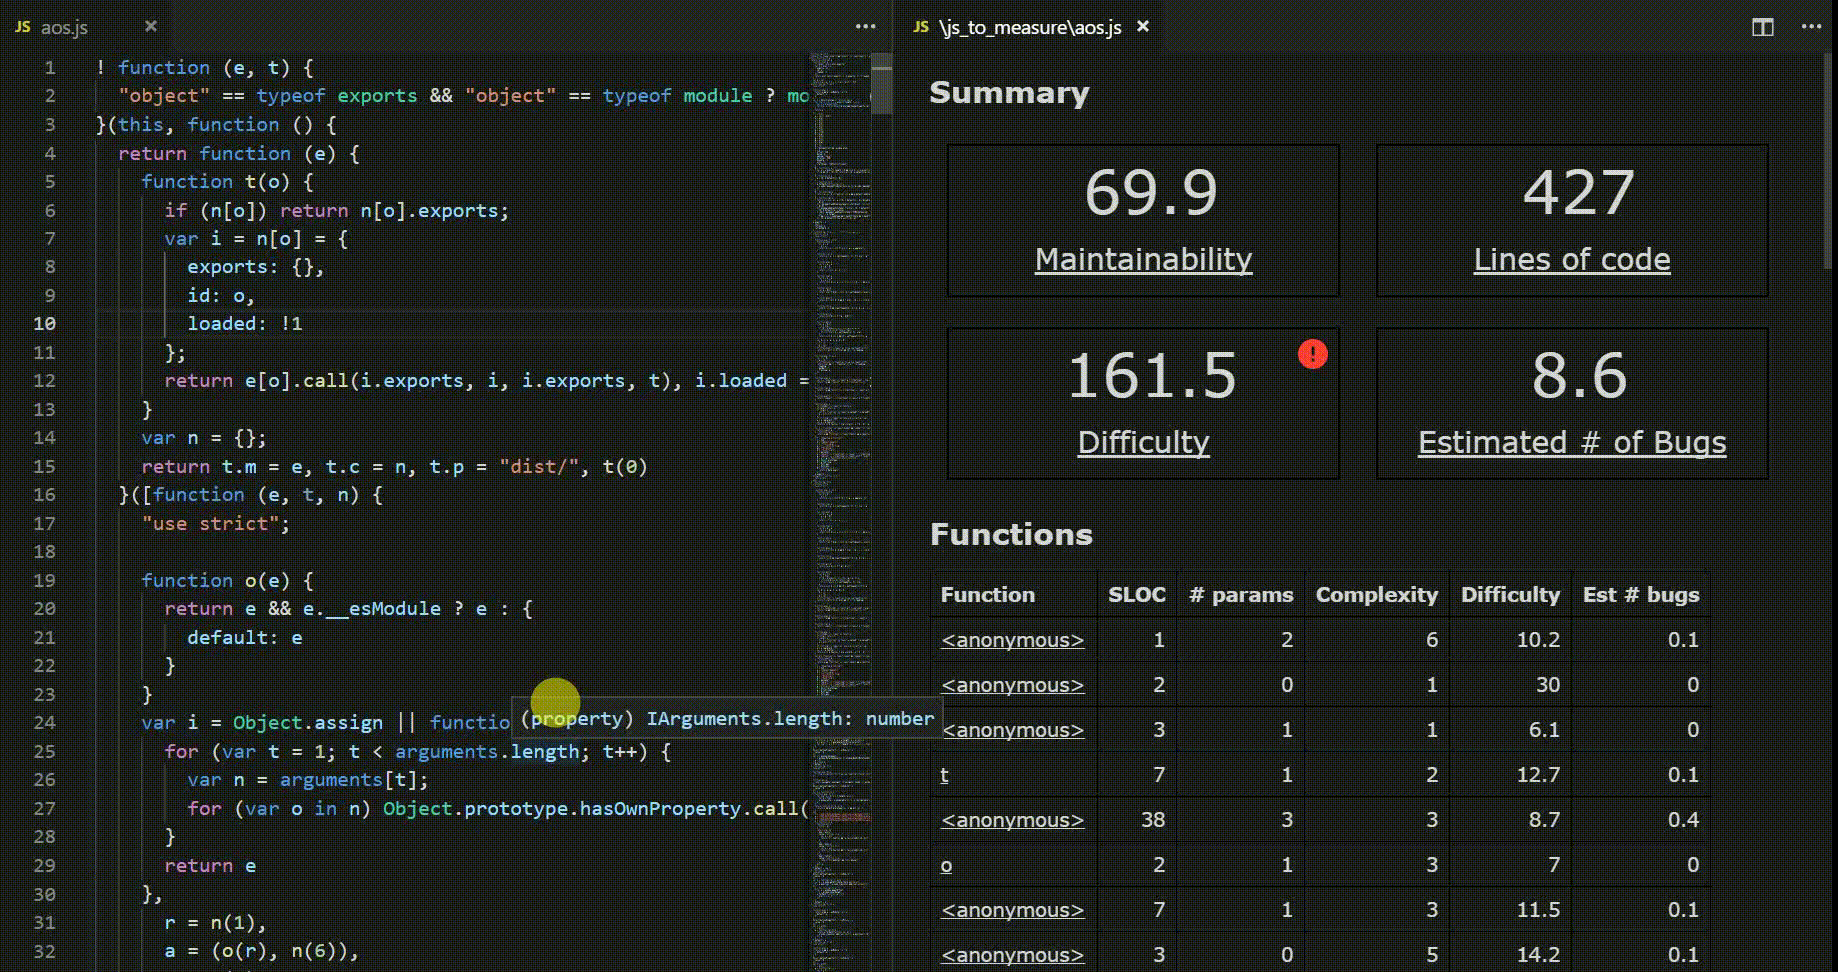 JS aos.js ×
1 ! function (e, t) {
2 "object" == typeof exports && "object" == typeof module ? mo
3 }(this, function () {
4 return function (e) {
5 function t(o) {
6 if (n[o]) return n[o].exports;
7 var i = n[o] = {
8 exports: {},
9 id: o,
10 loaded: !1
11 };
12 return e[o].call(i.exports, i, i.exports, t), i.loaded =
13 }
14 var n = {};
15 return t.m = e, t.c = n, t.p = "dist/", t(0)
16 }([function (e, t, n) {
17 "use strict";
18
19 function o(e) {
20 return e && e.__esModule ? e : {
21 default: e
22 }
23 }
24 var i = Object.assign || functio
(property) IArguments.length: number
25 for (var t = 1; t < arguments.length; t++) {
26 var n = arguments[t];
27 for (var o in n) Object.prototype.hasOwnProperty.call(
28 }
29 return e
30 },
31 r = n(1),
32 a = (o(r), n(6)),
JS \js_to_measure\aos.js ×
Summary
69.9
Maintainability
427
Lines of code
161.5
!
Difficulty
8.6
Estimated # of Bugs
Functions
Function SLOC # params Complexity Difficulty Est # bugs
<anonymous> 1 2 6 10.2 0.1
<anonymous> 2 0 1 30 0
<anonymous> 3 1 1 6.1 0
t 7 1 2 12.7 0.1
<anonymous> 38 3 3 8.7 0.4
o 2 1 3 7 0
<anonymous> 7 1 3 11.5 0.1
<anonymous> 3 0 5 14.2 0.1